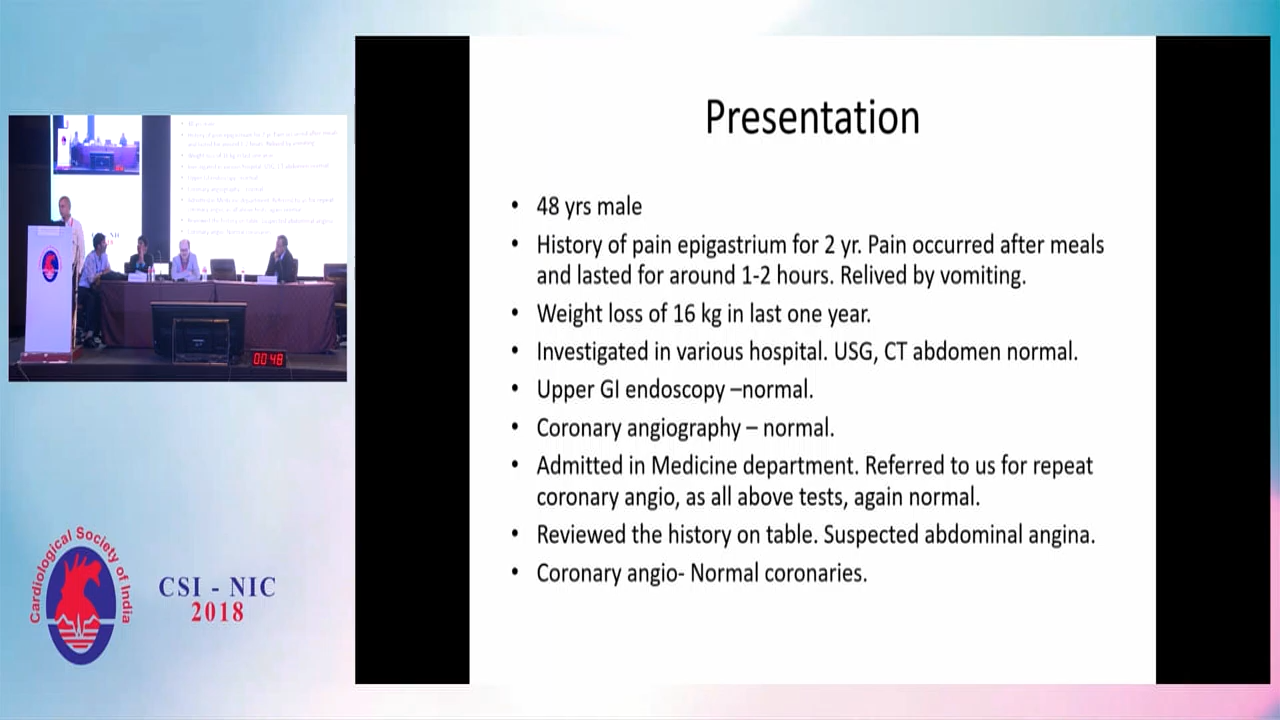 Presentation
• 48 yrs male
• History of pain epigastrium for 2 yr. Pain occurred after meals
and lasted for around 1-2 hours. Relived by vomiting.
• Weight loss of 16 kg in last one year.
• Investigated in various hospital. USG, CT abdomen normal.
• Upper GI endoscopy –normal.
• Coronary angiography – normal.
• Admitted in Medicine department. Referred to us for repeat
coronary angio, as all above tests, again normal.
• Reviewed the history on table. Suspected abdominal angina.
• Coronary angio- Normal coronaries.
00:48
Cardiological Society of India
CSI - NIC
2018